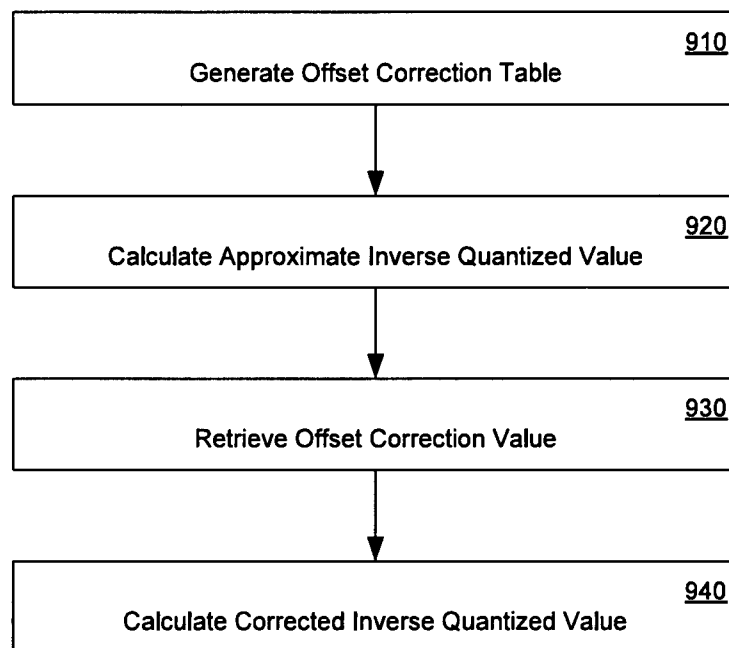 910
Generate Offset Correction Table
920
Calculate Approximate Inverse Quantized Value
930
Retrieve Offset Correction Value
940
Calculate Corrected Inverse Quantized Value